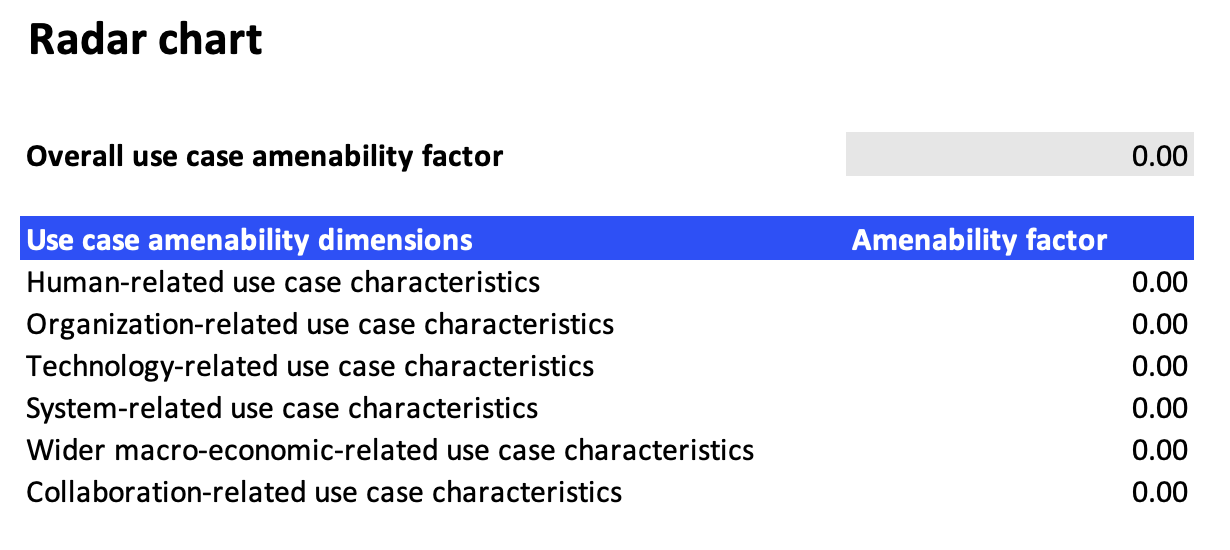 Radar chart
Overall use case amenability factor 0.00
Use case amenability dimensions Amenability factor
Human-related use case characteristics 0.00
Organization-related use case characteristics 0.00
Technology-related use case characteristics 0.00
System-related use case characteristics 0.00
Wider macro-economic-related use case characteristics 0.00
Collaboration-related use case characteristics 0.00